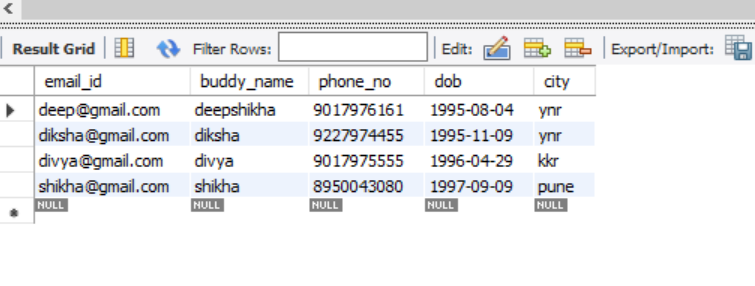 Result Grid Filter Rows: Edit: Export/Import:
email_id buddy_name phone_no dob city
deep@gmail.com deepshikha 9017976161 1995-08-04 ynr
diksha@gmail.com diksha 9227974455 1995-11-09 ynr
divya@gmail.com divya 9017975555 1996-04-29 kkr
shikha@gmail.com shikha 8950043080 1997-09-09 pune
NULL NULL NULL NULL NULL